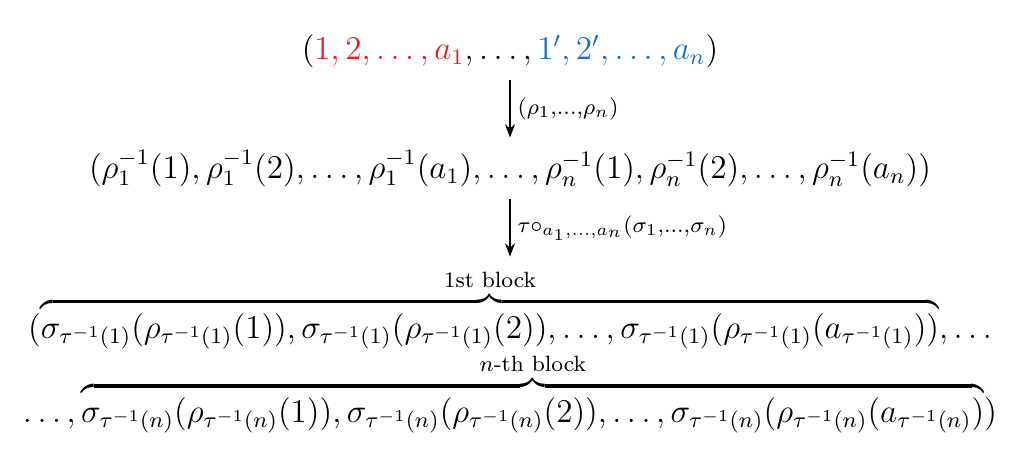 (1, 2, …, a₁, …, 1′, 2′, …, aₙ)
(ρ₁,...,ρₙ)
(ρ₁⁻¹(1), ρ₁⁻¹(2), …, ρ₁⁻¹(a₁), …, ρₙ⁻¹(1), ρₙ⁻¹(2), …, ρₙ⁻¹(aₙ))
τ∘_{a₁,...,aₙ}(σ₁,...,σₙ)
1st block
(σ_{τ⁻¹(1)}(ρ_{τ⁻¹(1)}(1)), σ_{τ⁻¹(1)}(ρ_{τ⁻¹(1)}(2)), …, σ_{τ⁻¹(1)}(ρ_{τ⁻¹(1)}(a_{τ⁻¹(1)})), …
n-th block
…, σ_{τ⁻¹(n)}(ρ_{τ⁻¹(n)}(1)), σ_{τ⁻¹(n)}(ρ_{τ⁻¹(n)}(2)), …, σ_{τ⁻¹(n)}(ρ_{τ⁻¹(n)}(a_{τ⁻¹(n)}))